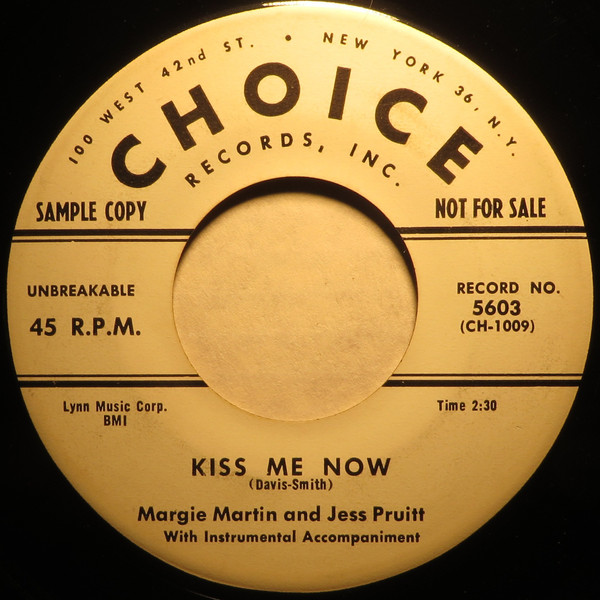 100 WEST 42nd ST. • NEW YORK 36, N.Y.
CHOICE
RECORDS, INC.
SAMPLE COPY
NOT FOR SALE
UNBREAKABLE
45 R.P.M.
RECORD NO.
5603
(CH-1009)
Lynn Music Corp.
BMI
Time 2:30
KISS ME NOW
(Davis-Smith)
Margie Martin and Jess Pruitt
With Instrumental Accompaniment